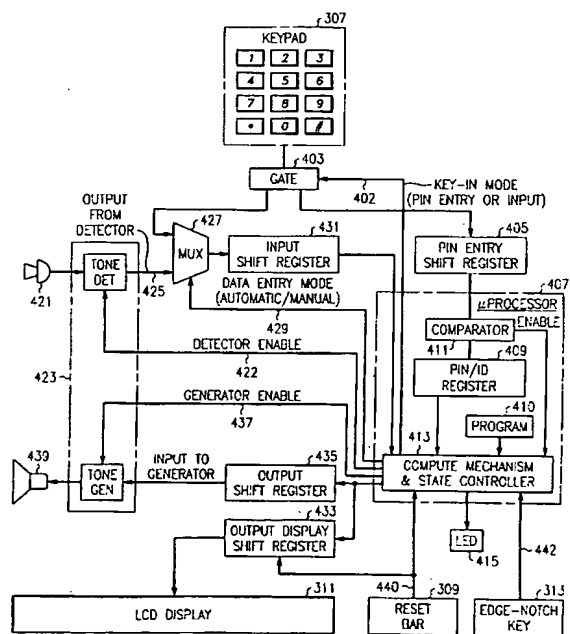 307
KEYPAD
1 2 3
4 5 6
7 8 9
* 0 #
403
GATE
402
KEY-IN MODE
(PIN ENTRY OR INPUT)
OUTPUT
FROM
DETECTOR
427
MUX
431
INPUT
SHIFT REGISTER
405
PIN ENTRY
SHIFT REGISTER
421
TONE
DET
425
DATA ENTRY MODE
(AUTOMATIC/MANUAL)
429
407
μPROCESSOR
ENABLE
COMPARATOR
411
409
PIN/ID
REGISTER
DETECTOR ENABLE
422
423
410
PROGRAM
GENERATOR ENABLE
437
413
COMPUTE MECHANISM
& STATE CONTROLLER
439
TONE
GEN
INPUT TO
GENERATOR
435
OUTPUT
SHIFT REGISTER
433
OUTPUT DISPLAY
SHIFT REGISTER
LED
415
442
311
LCD DISPLAY
440
309
RESET
BAR
313
EDGE-NOTCH
KEY